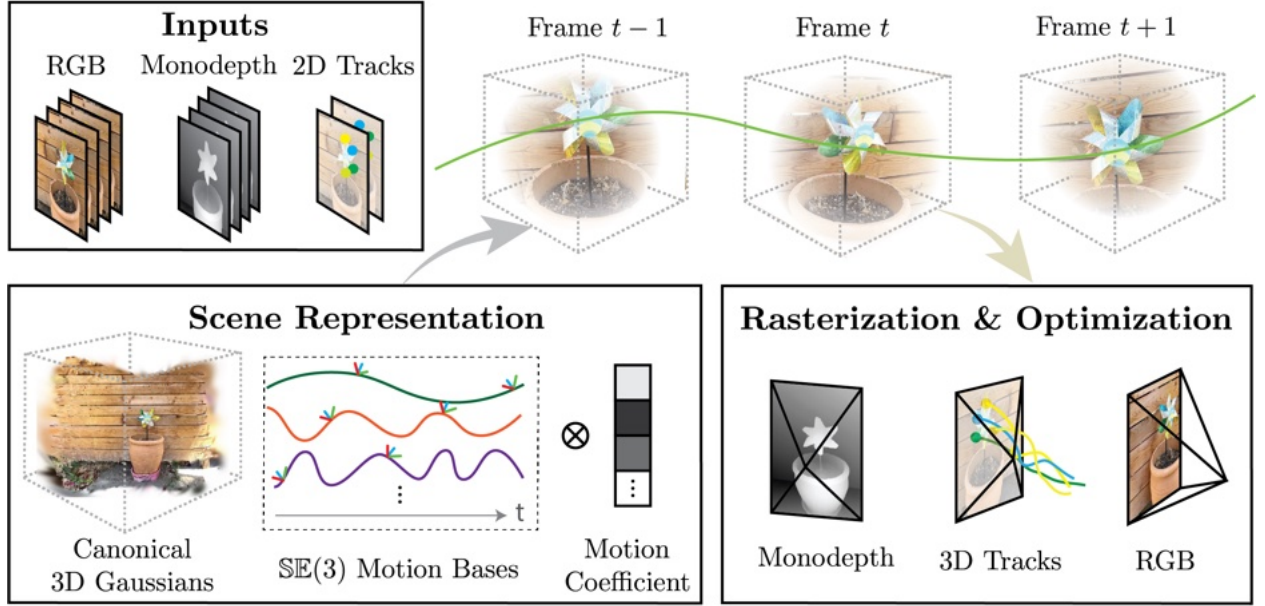 Inputs
RGB
Monodepth
2D Tracks
Frame t − 1
Frame t
Frame t + 1
Scene Representation
t
Canonical
3D Gaussians
𝕊𝔼(3) Motion Bases
⊗
Motion
Coefficient
Rasterization & Optimization
Monodepth
3D Tracks
RGB